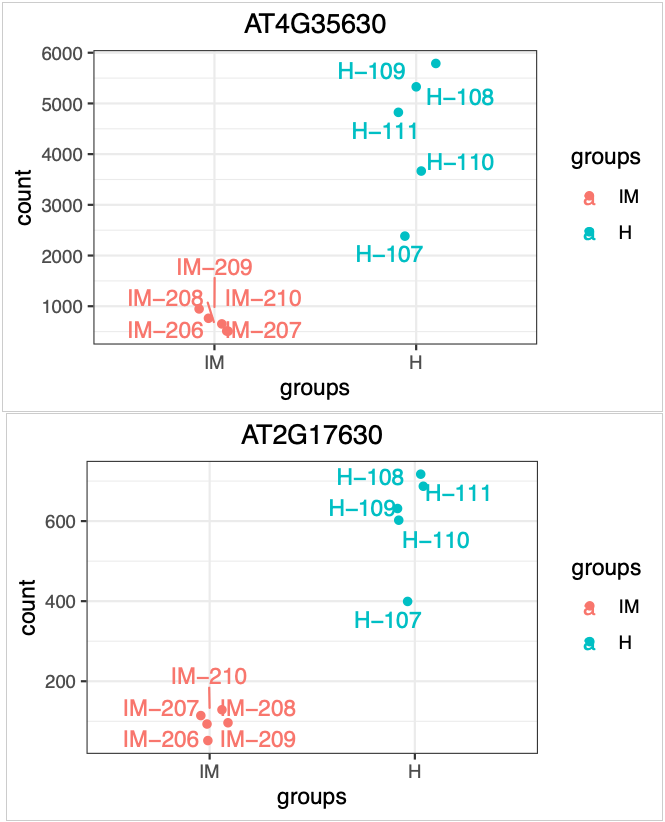 AT4G35630
6000
5000
4000
3000
2000
1000
count
H−109
H−108
H−111
H−110
H−107
IM−209
IM−208 IM−210
IM−206 IM−207
IM H
groups
groups
a IM
a H
AT2G17630
600
400
200
count
H−108
H−111
H−109
H−110
H−107
IM−210
IM−207 IM−208
IM−206 IM−209
IM H
groups
groups
a IM
a H